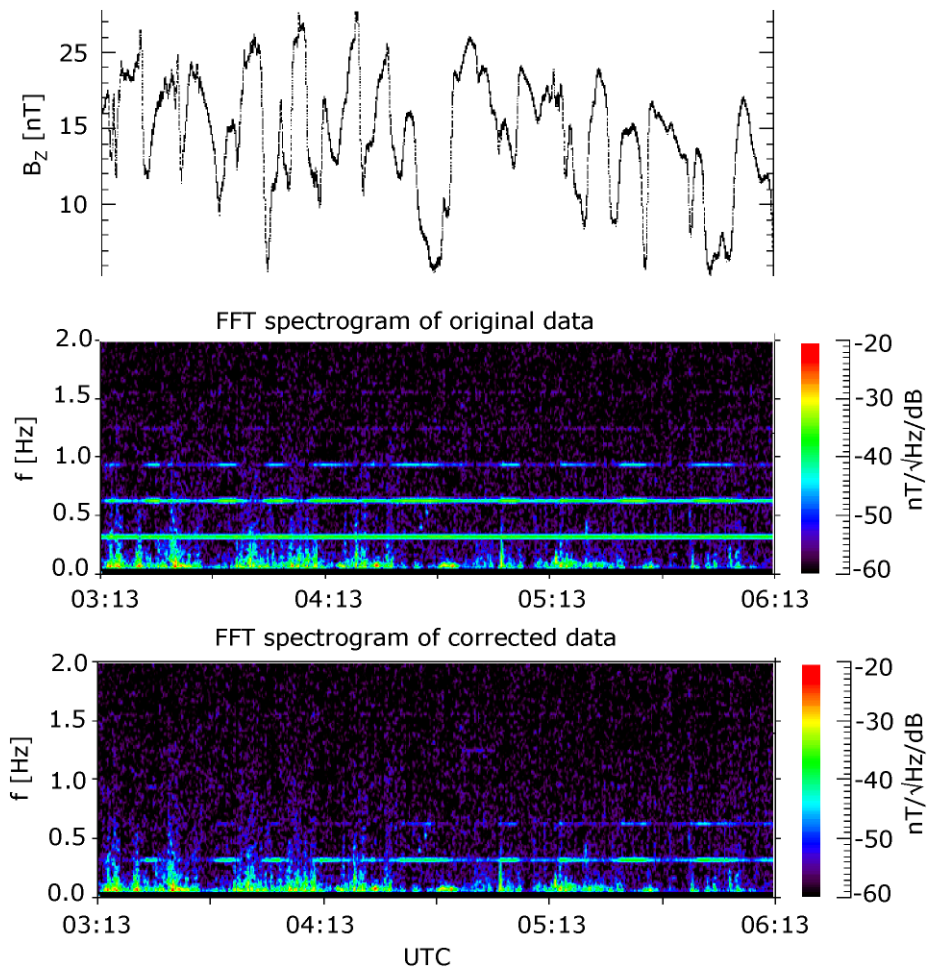 25
15
10
B_Z [nT]
FFT spectrogram of original data
2.0
1.5
1.0
0.5
0.0
f [Hz]
03:13 04:13 05:13 06:13
-20
-30
-40
-50
-60
nT/√Hz/dB
FFT spectrogram of corrected data
2.0
1.5
1.0
0.5
0.0
f [Hz]
03:13 04:13 05:13 06:13
UTC
-20
-30
-40
-50
-60
nT/√Hz/dB